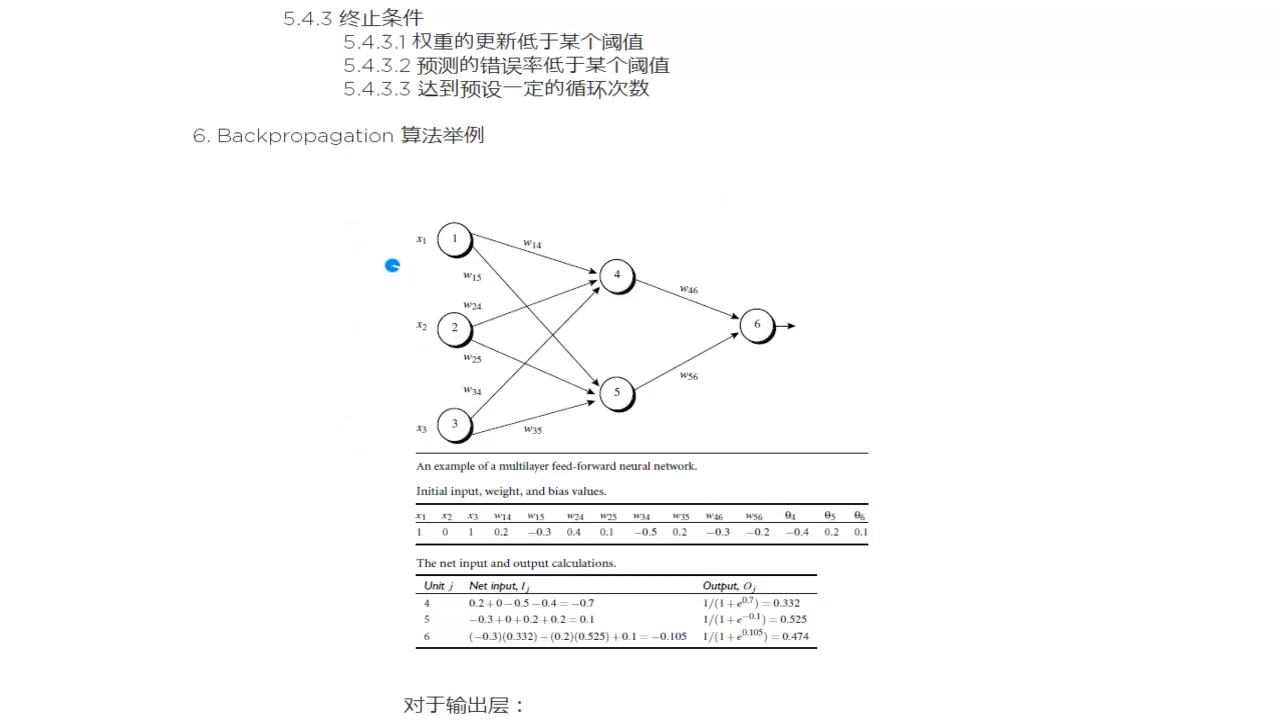 5.4.3 终止条件
5.4.3.1 权重的更新低于某个阈值
5.4.3.2 预测的错误率低于某个阈值
5.4.3.3 达到预设一定的循环次数
6. Backpropagation 算法举例
x1 1 w14
w15 4 w46
w24
x2 2 6
w25
w34 5 w56
x3 3 w35
An example of a multilayer feed-forward neural network.
Initial input, weight, and bias values.
x1 x2 x3 w14 w15 w24 w25 w34 w35 w46 w56 θ4 θ5 θ6
1 0 1 0.2 −0.3 0.4 0.1 −0.5 0.2 −0.3 −0.2 −0.4 0.2 0.1
The net input and output calculations.
Unit j Net input, Ij Output, Oj
4 0.2 + 0 − 0.5 − 0.4 = −0.7 1/(1 + e^0.7) = 0.332
5 −0.3 + 0 + 0.2 + 0.2 = 0.1 1/(1 + e^−0.1) = 0.525
6 (−0.3)(0.332) − (0.2)(0.525) + 0.1 = −0.105 1/(1 + e^0.105) = 0.474
对于输出层：